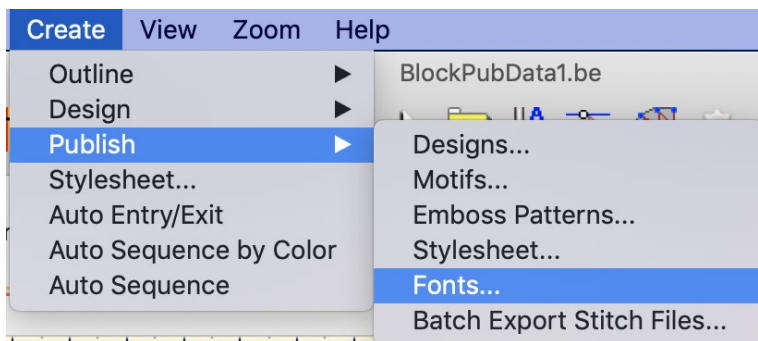 Create View Zoom Help
BlockPubData1.be
Outline
Design
Publish
Stylesheet...
Auto Entry/Exit
Auto Sequence by Color
Auto Sequence
Designs...
Motifs...
Emboss Patterns...
Stylesheet...
Fonts...
Batch Export Stitch Files...